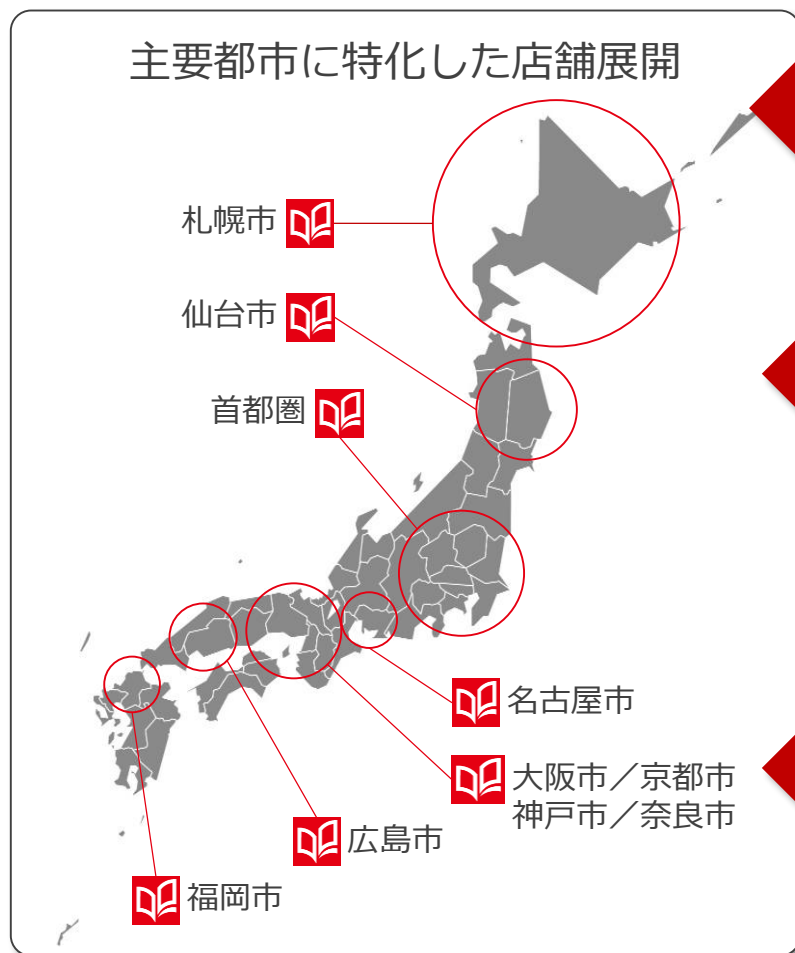 主要都市に特化した店舗展開
札幌市
仙台市
首都圏
名古屋市
大阪市／京都市
神戸市／奈良市
広島市
福岡市